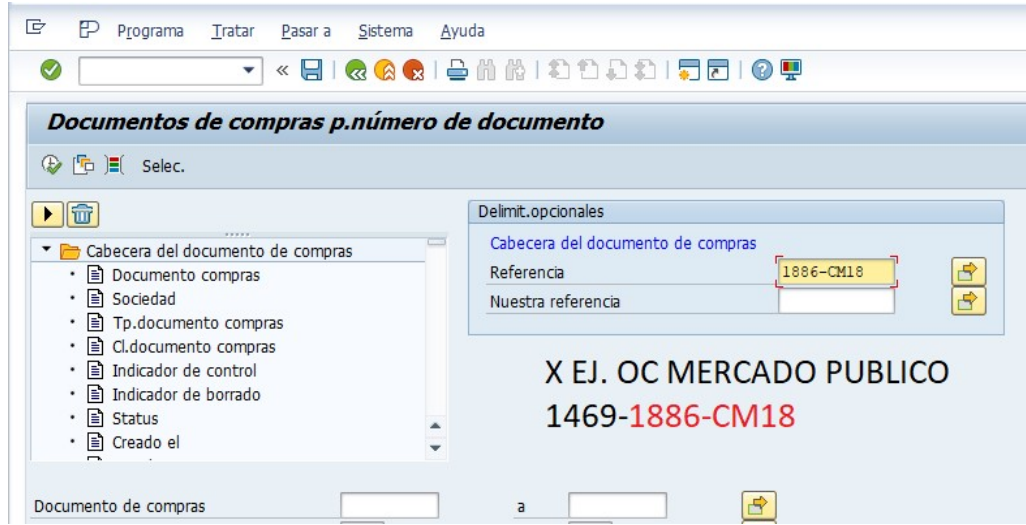 Programa Tratar Pasar a Sistema Ayuda
Documentos de compras p.número de documento
Selec.
Delimit.opcionales
Cabecera del documento de compras
Cabecera del documento de compras
Documento compras
Referencia 1886-CM18
Sociedad
Nuestra referencia
Tp.documento compras
Cl.documento compras
Indicador de control
Indicador de borrado
Status
Creado el
X EJ. OC MERCADO PUBLICO
1469-1886-CM18
Documento de compras a